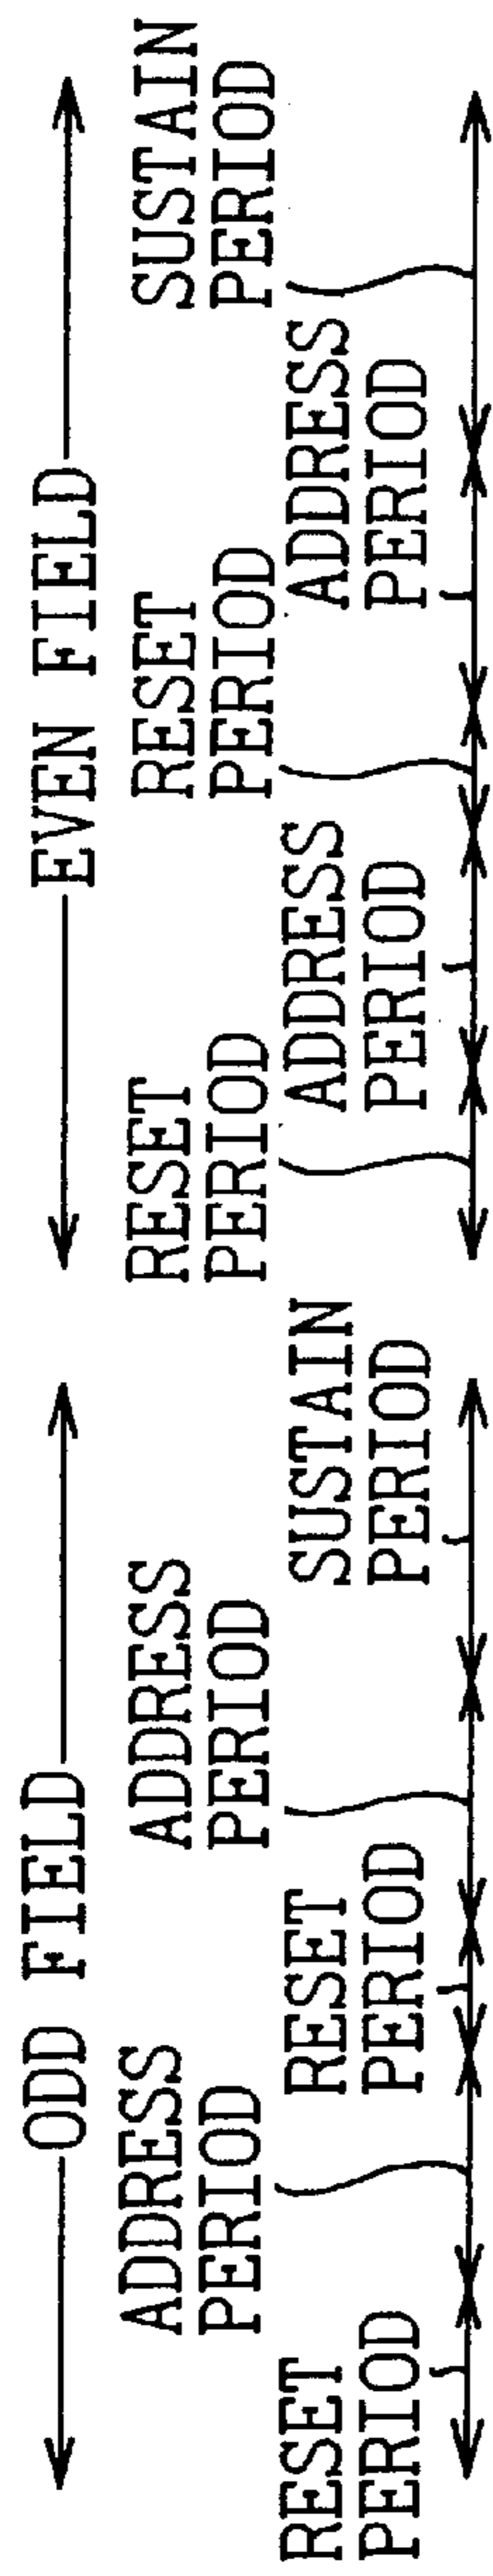 ODD FIELD
EVEN FIELD
RESET
PERIOD
ADDRESS
PERIOD
RESET
PERIOD
ADDRESS
PERIOD
SUSTAIN
PERIOD
RESET
PERIOD
ADDRESS
PERIOD
RESET
PERIOD
ADDRESS
PERIOD
SUSTAIN
PERIOD